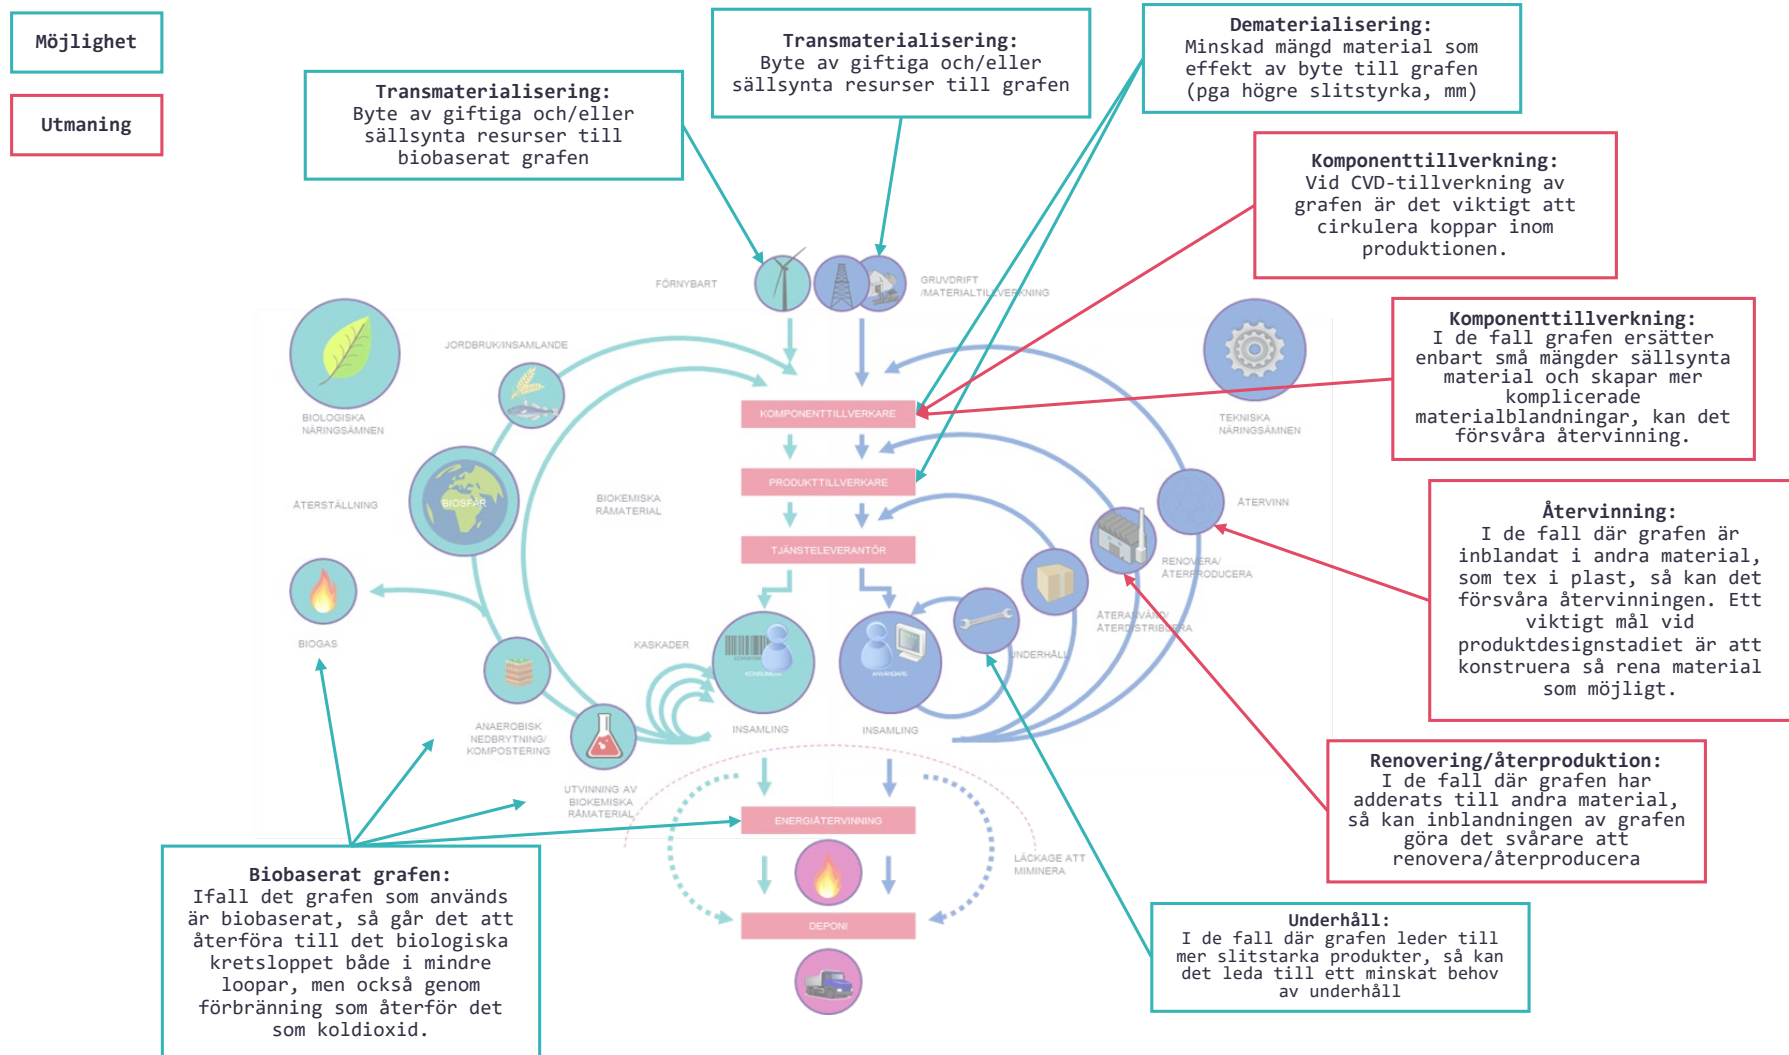 Möjlighet
Utmaning
Transmaterialisering:
Byte av giftiga och/eller
sällsynta resurser till
biobaserat grafen
Transmaterialisering:
Byte av giftiga och/eller
sällsynta resurser till grafen
Dematerialisering:
Minskad mängd material som
effekt av byte till grafen
(pga högre slitstyrka, mm)
Komponenttillverkning:
Vid CVD-tillverkning av
grafen är det viktigt att
cirkulera koppar inom
produktionen.
Komponenttillverkning:
I de fall grafen ersätter
enbart små mängder sällsynta
material och skapar mer
komplicerade
materialblandningar, kan det
försvåra återvinning.
Återvinning:
I de fall där grafen är
inblandat i andra material,
som tex i plast, så kan det
försvåra återvinningen. Ett
viktigt mål vid
produktdesignstadiet är att
konstruera så rena material
som möjligt.
Renovering/återproduktion:
I de fall där grafen har
adderats till andra material,
så kan inblandningen av grafen
göra det svårare att
renovera/återproducera
Underhåll:
I de fall där grafen leder till
mer slitstarka produkter, så kan
det leda till ett minskat behov
av underhåll
Biobaserat grafen:
Ifall det grafen som används
är biobaserat, så går det att
återföra till det biologiska
kretsloppet både i mindre
loopar, men också genom
förbränning som återför det
som koldioxid.
FÖRNYBART
GRUVDRIFT
/MATERIALTILLVERKNING
JORDBRUK/INSAMLANDE
BIOLOGISKA
NÄRINGSÄMNEN
TEKNISKA
NÄRINGSÄMNEN
KOMPONENTTILLVERKARE
PRODUKTTILLVERKARE
TJÄNSTELEVERANTÖR
BIOSFÄR
ÅTERSTÄLLNING
BIOKEMISKA
RÅMATERIAL
ÅTERVINN
RENOVERA/
ÅTERPRODUCERA
ÅTERANVÄND/
ÅTERDISTRIBUERA
UNDERHÅLL
BIOGAS
KASKADER
KONSUMENT
ANVÄNDARE
ANAEROBISK
NEDBRYTNING/
KOMPOSTERING
INSAMLING
INSAMLING
UTVINNING AV
BIOKEMISKA
RÅMATERIAL
ENERGIÅTERVINNING
LÄCKAGE ATT
MIMINERA
DEPONI